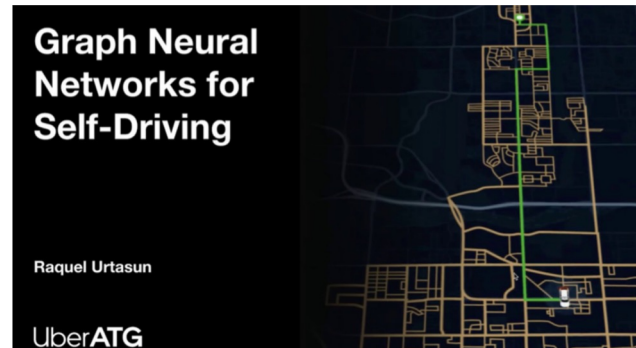 Graph Neural
Networks for
Self-Driving
Raquel Urtasun
UberATG